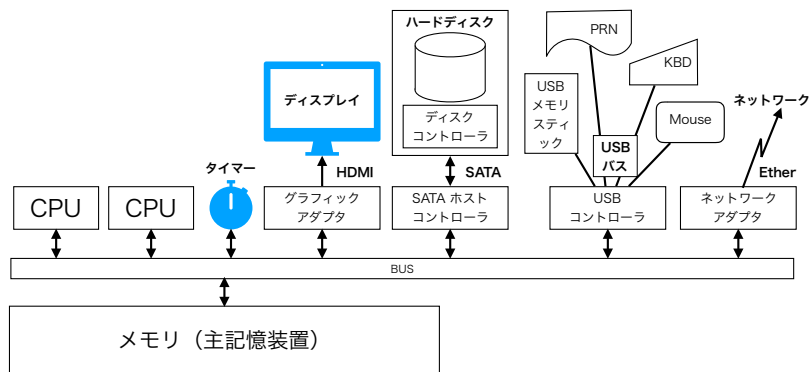 ハードディスク
PRN
KBD
ディスプレイ
USB
メモリ
スティ
ック
ネットワーク
ディスク
コントローラ
Mouse
USB
バス
タイマー
HDMI
SATA
Ether
CPU
CPU
グラフィック
アダプタ
SATA ホスト
コントローラ
USB
コントローラ
ネットワーク
アダプタ
BUS
メモリ（主記憶装置）